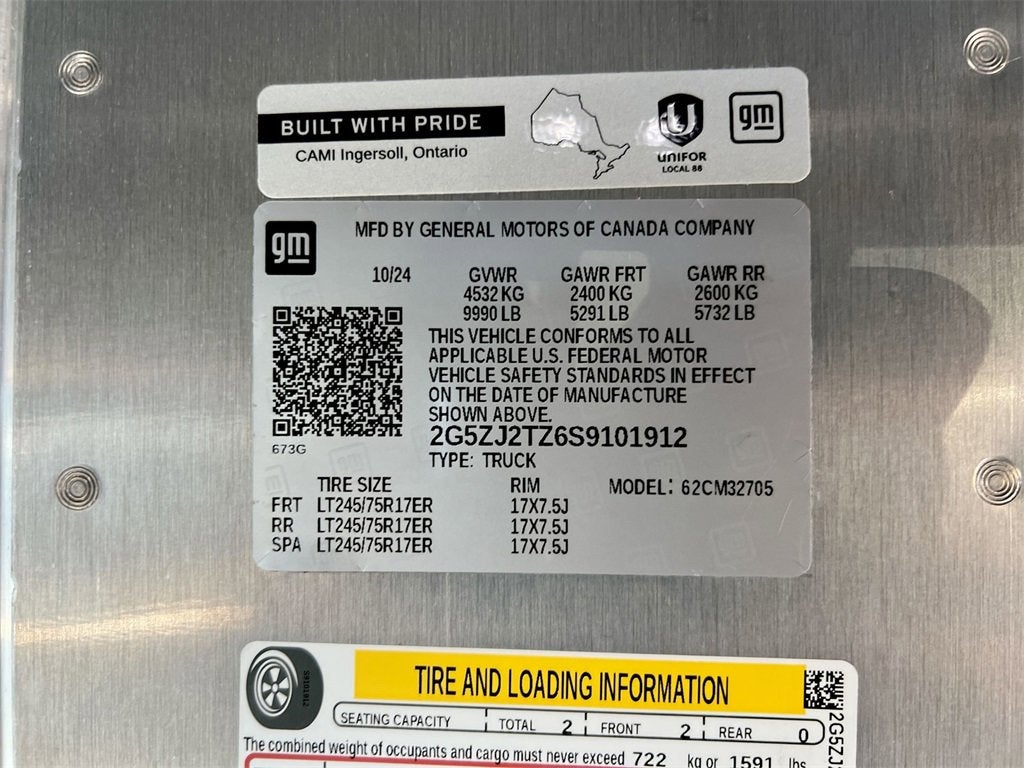 BUILT WITH PRIDE
CAMI Ingersoll, Ontario
U
UNIFOR
LOCAL 88
gm
gm
MFD BY GENERAL MOTORS OF CANADA COMPANY
10/24 GVWR GAWR FRT GAWR RR
4532 KG 2400 KG 2600 KG
9990 LB 5291 LB 5732 LB
THIS VEHICLE CONFORMS TO ALL
APPLICABLE U.S. FEDERAL MOTOR
VEHICLE SAFETY STANDARDS IN EFFECT
ON THE DATE OF MANUFACTURE
SHOWN ABOVE.
673G
2G5ZJ2TZ6S9101912
TYPE: TRUCK
TIRE SIZE RIM MODEL: 62CM32705
FRT LT245/75R17ER 17X7.5J
RR LT245/75R17ER 17X7.5J
SPA LT245/75R17ER 17X7.5J
S9101912
TIRE AND LOADING INFORMATION
SEATING CAPACITY TOTAL 2 FRONT 2 REAR 0
The combined weight of occupants and cargo must never exceed 722 kg or 1591 lbs
2G5ZJ